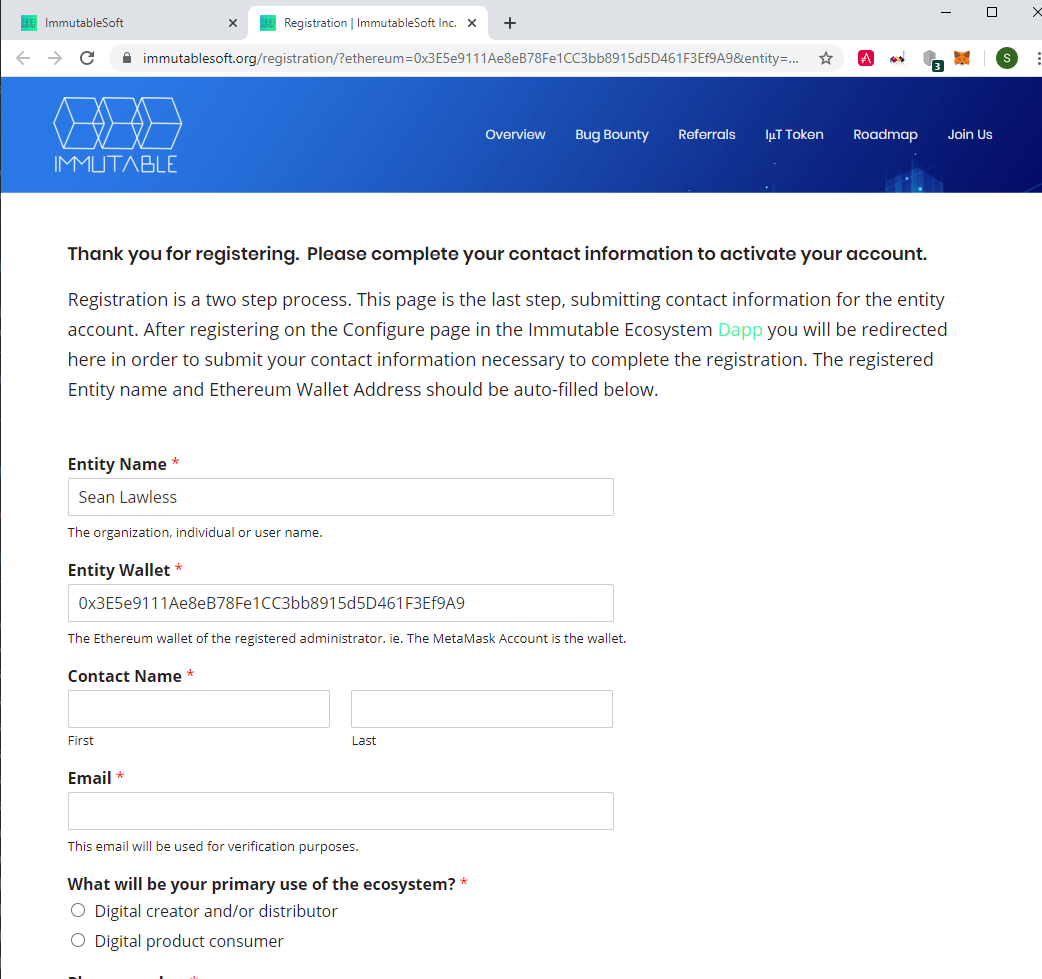 ImmutableSoft
Registration | ImmutableSoft Inc.
immutablesoft.org/registration/?ethereum=0x3E5e9111Ae8eB78Fe1CC3bb8915d5D461F3Ef9A9&entity=...
3
S
IMMUTABLE
Overview
Bug Bounty
Referrals
IµT Token
Roadmap
Join Us
Thank you for registering.  Please complete your contact information to activate your account.
Registration is a two step process. This page is the last step, submitting contact information for the entity
account. After registering on the Configure page in the Immutable Ecosystem Dapp you will be redirected
here in order to submit your contact information necessary to complete the registration. The registered
Entity name and Ethereum Wallet Address should be auto-filled below.
Entity Name *
Sean Lawless
The organization, individual or user name.
Entity Wallet *
0x3E5e9111Ae8eB78Fe1CC3bb8915d5D461F3Ef9A9
The Ethereum wallet of the registered administrator. ie. The MetaMask Account is the wallet.
Contact Name *
First
Last
Email *
This email will be used for verification purposes.
What will be your primary use of the ecosystem? *
Digital creator and/or distributor
Digital product consumer